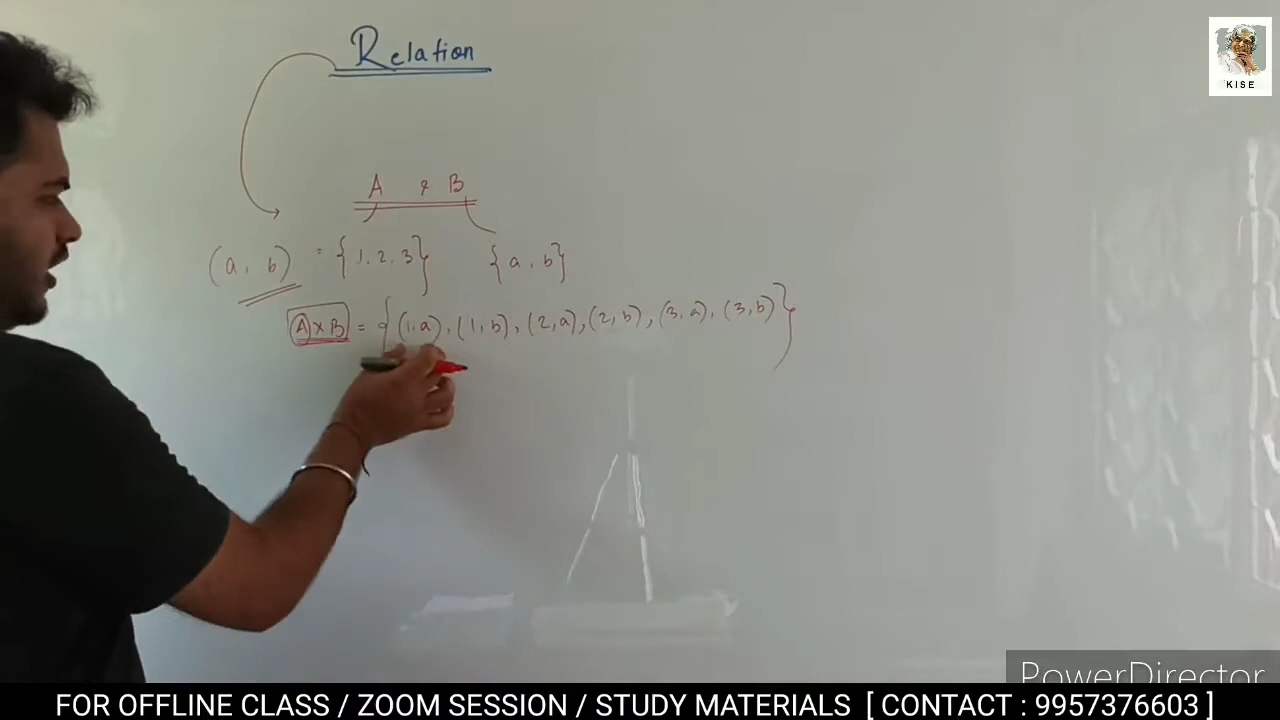 Relation
KISE
A & B
(a, b) = {1, 2, 3} {a, b}
A × B = {(1, a), (1, b), (2, a), (2, b), (3, a), (3, b)}
PowerDirector
FOR OFFLINE CLASS / ZOOM SESSION / STUDY MATERIALS [ CONTACT : 9957376603 ]